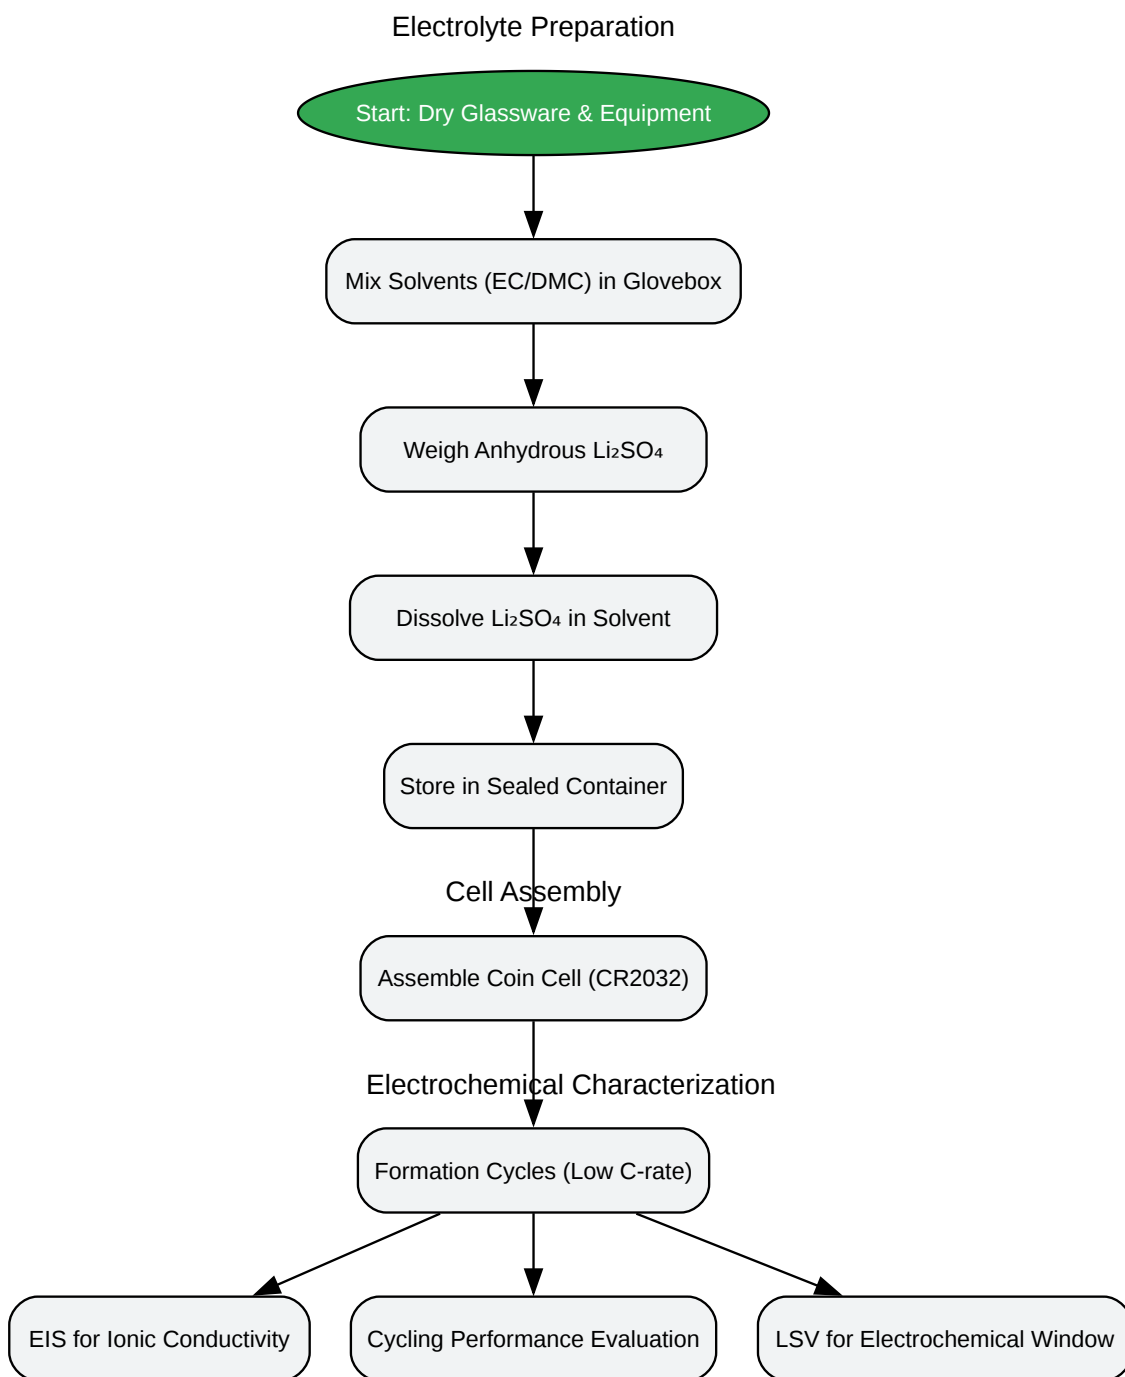 Electrolyte Preparation
Start: Dry Glassware & Equipment
Mix Solvents (EC/DMC) in Glovebox
Weigh Anhydrous Li₂SO₄
Dissolve Li₂SO₄ in Solvent
Store in Sealed Container
Cell Assembly
Assemble Coin Cell (CR2032)
Electrochemical Characterization
Formation Cycles (Low C-rate)
EIS for Ionic Conductivity
Cycling Performance Evaluation
LSV for Electrochemical Window